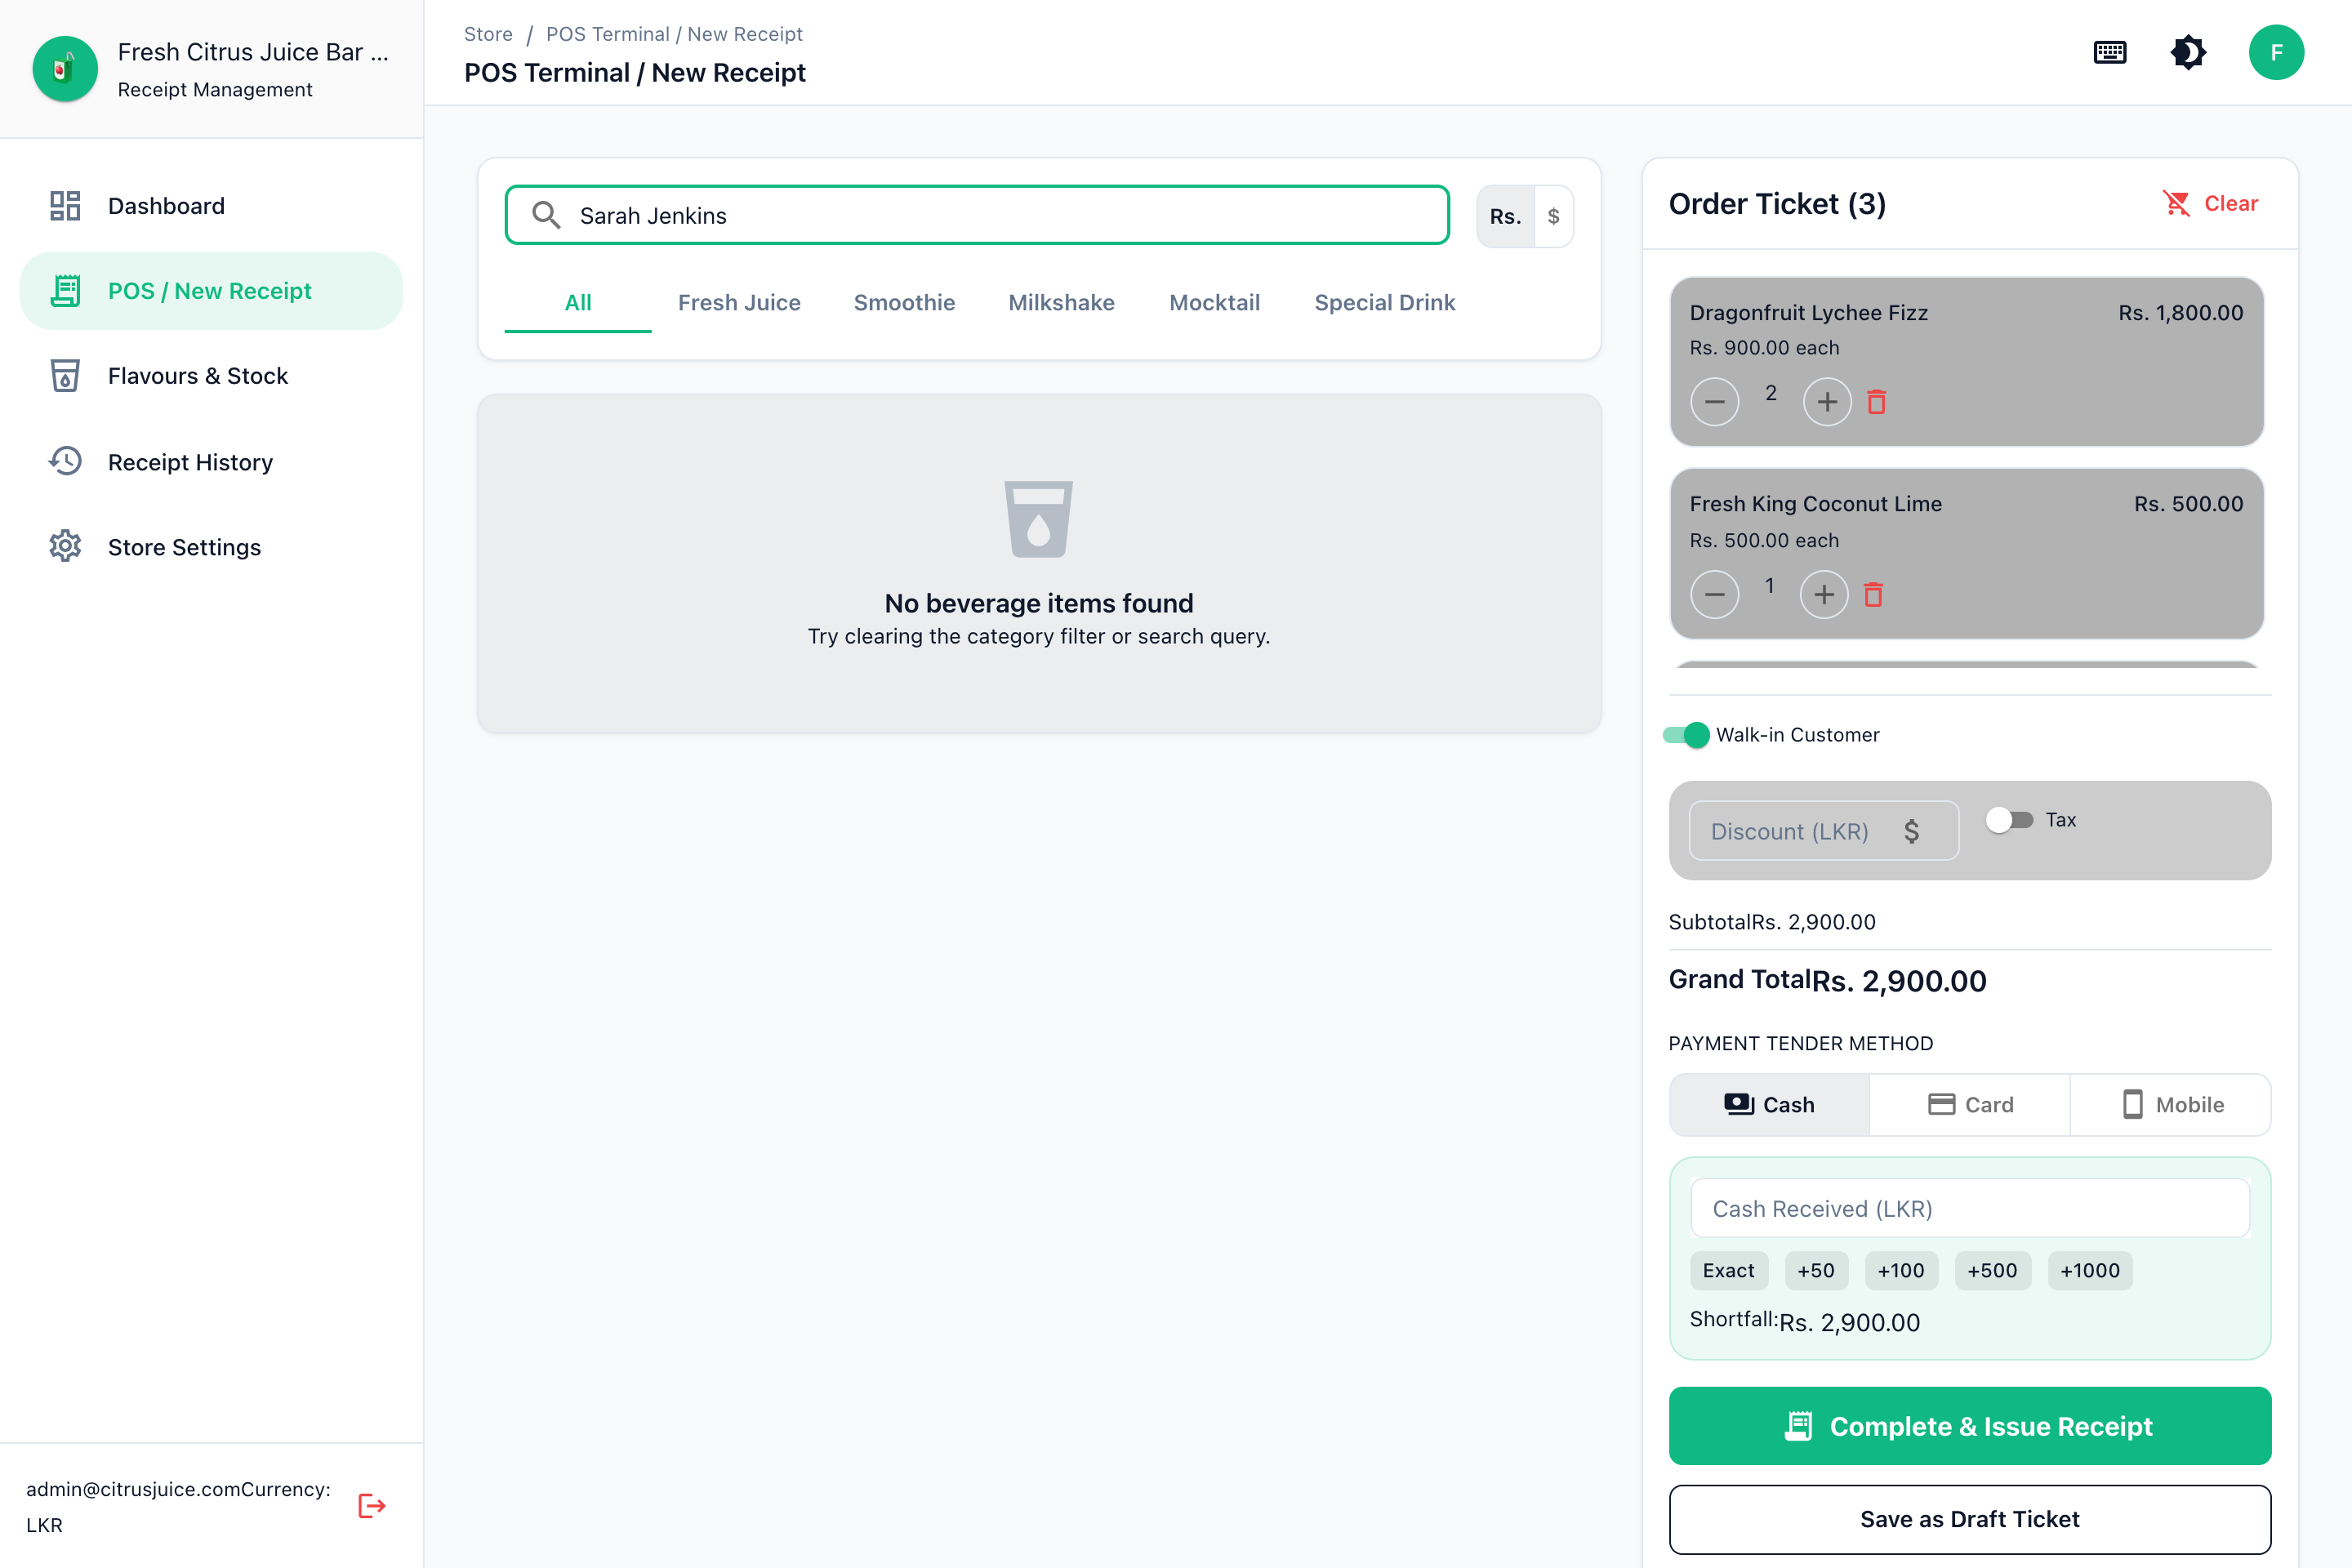 Fresh Citrus Juice Bar ...
Receipt Management
Dashboard
POS / New Receipt
Flavours & Stock
Receipt History
Store Settings
admin@citrusjuice.comCurrency:
LKR
Store / POS Terminal / New Receipt
POS Terminal / New Receipt
F
Sarah Jenkins
Rs. $
All Fresh Juice Smoothie Milkshake Mocktail Special Drink
No beverage items found
Try clearing the category filter or search query.
Order Ticket (3) Clear
Dragonfruit Lychee Fizz Rs. 1,800.00
Rs. 900.00 each
2
Fresh King Coconut Lime Rs. 500.00
Rs. 500.00 each
1
Walk-in Customer
Discount (LKR) $ Tax
SubtotalRs. 2,900.00
Grand TotalRs. 2,900.00
PAYMENT TENDER METHOD
Cash Card Mobile
Cash Received (LKR)
Exact +50 +100 +500 +1000
Shortfall:Rs. 2,900.00
Complete & Issue Receipt
Save as Draft Ticket